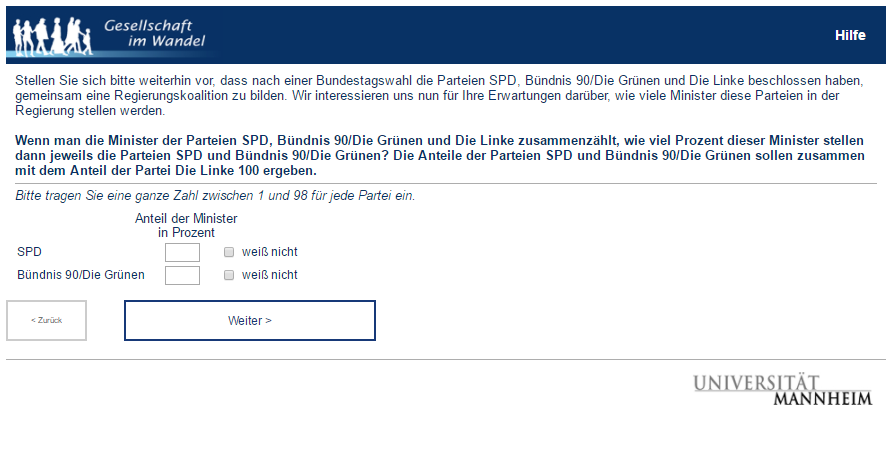 Gesellschaft
im Wandel
Hilfe
Stellen Sie sich bitte weiterhin vor, dass nach einer Bundestagswahl die Parteien SPD, Bündnis 90/Die Grünen und Die Linke beschlossen haben,
gemeinsam eine Regierungskoalition zu bilden. Wir interessieren uns nun für Ihre Erwartungen darüber, wie viele Minister diese Parteien in der
Regierung stellen werden.
Wenn man die Minister der Parteien SPD, Bündnis 90/Die Grünen und Die Linke zusammenzählt, wie viel Prozent dieser Minister stellen
dann jeweils die Parteien SPD und Bündnis 90/Die Grünen? Die Anteile der Parteien SPD und Bündnis 90/Die Grünen sollen zusammen
mit dem Anteil der Partei Die Linke 100 ergeben.
Bitte tragen Sie eine ganze Zahl zwischen 1 und 98 für jede Partei ein.
Anteil der Minister
in Prozent
SPD weiß nicht
Bündnis 90/Die Grünen weiß nicht
< Zurück Weiter >
UNIVERSITÄT
MANNHEIM